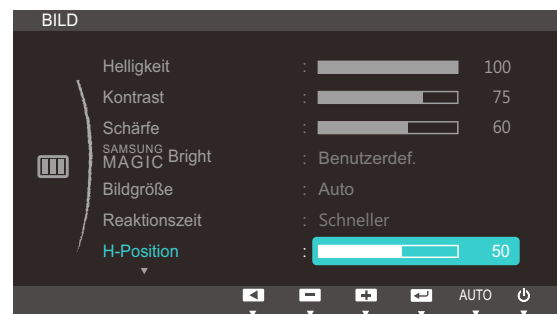 BILD
Helligkeit : 100
Kontrast : 75
Schärfe : 60
SAMSUNG MAGIC Bright : Benutzerdef.
Bildgröße : Auto
Reaktionszeit : Schneller
H-Position : 50
AUTO